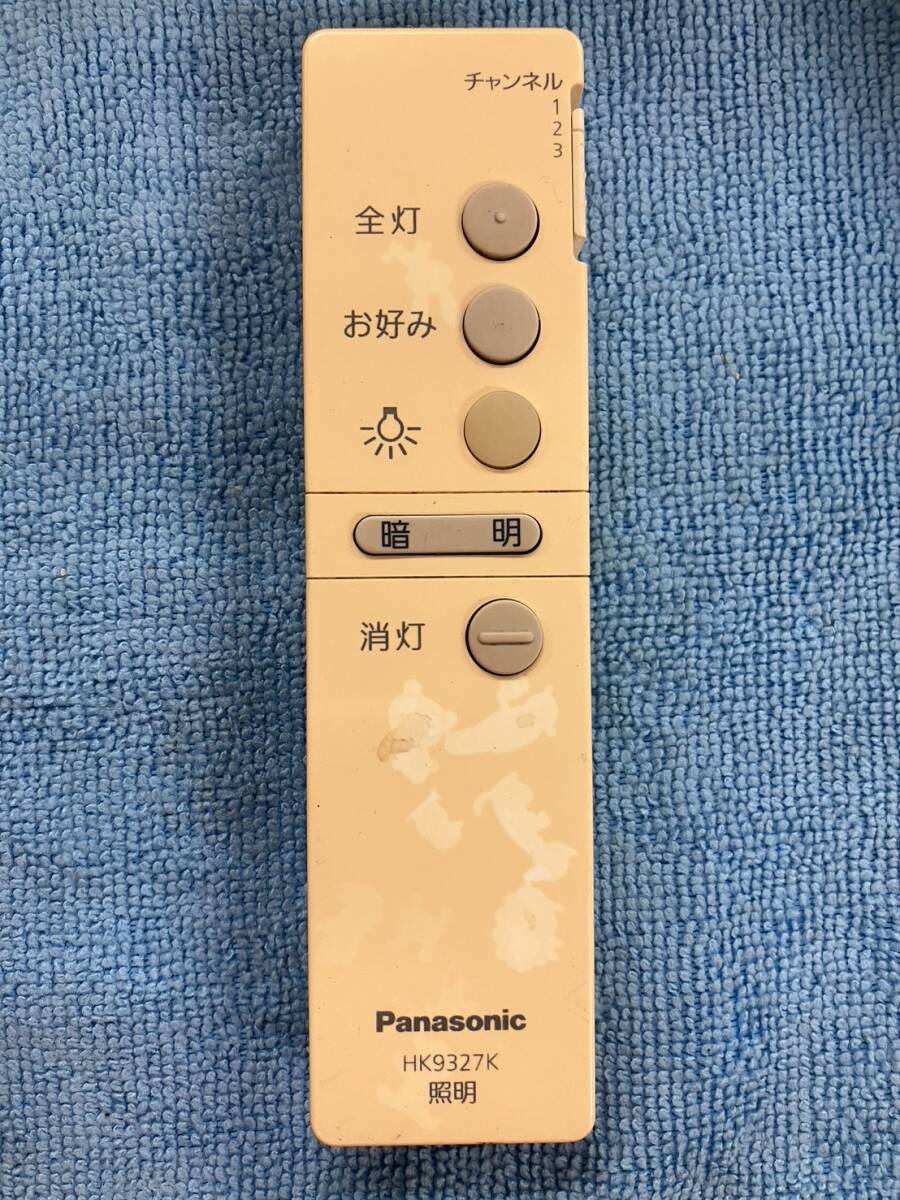 チャンネル
1
2
3
全灯
お好み
暗 明
消灯
Panasonic
HK9327K
照明